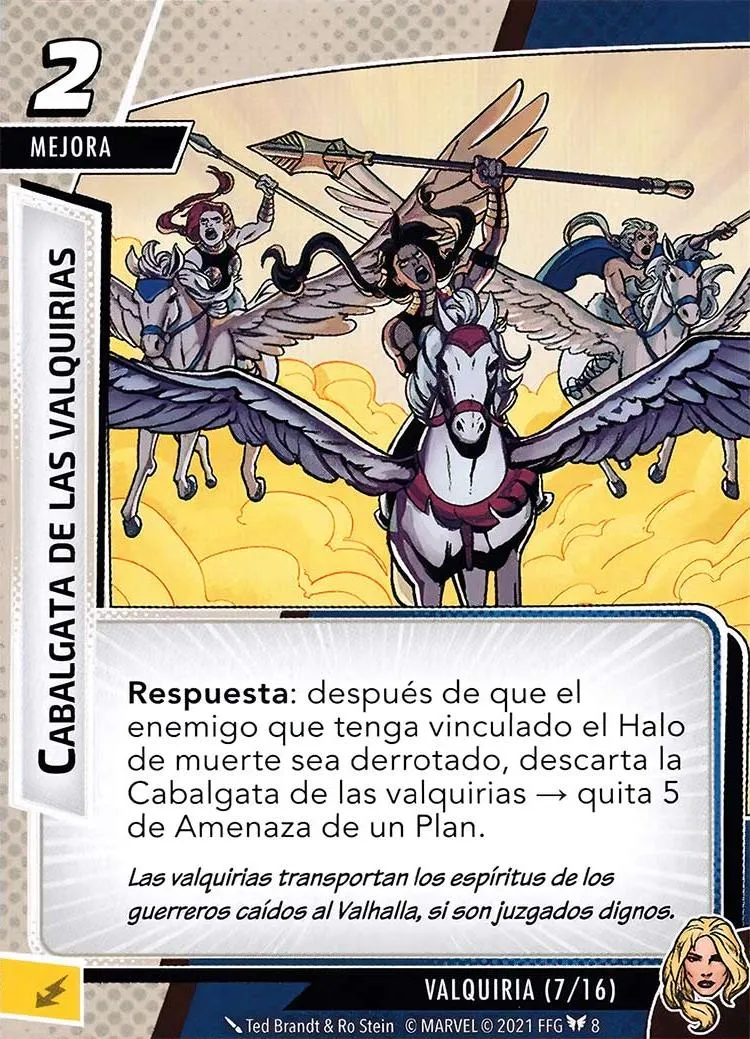 2
MEJORA
CABALGATA DE LAS VALQUIRIAS
Respuesta: después de que el
enemigo que tenga vinculado el Halo
de muerte sea derrotado, descarta la
Cabalgata de las valquirias → quita 5
de Amenaza de un Plan.
Las valquirias transportan los espíritus de los
guerreros caídos al Valhalla, si son juzgados dignos.
VALQUIRIA (7/16)
Ted Brandt & Ro Stein © MARVEL © 2021 FFG 8